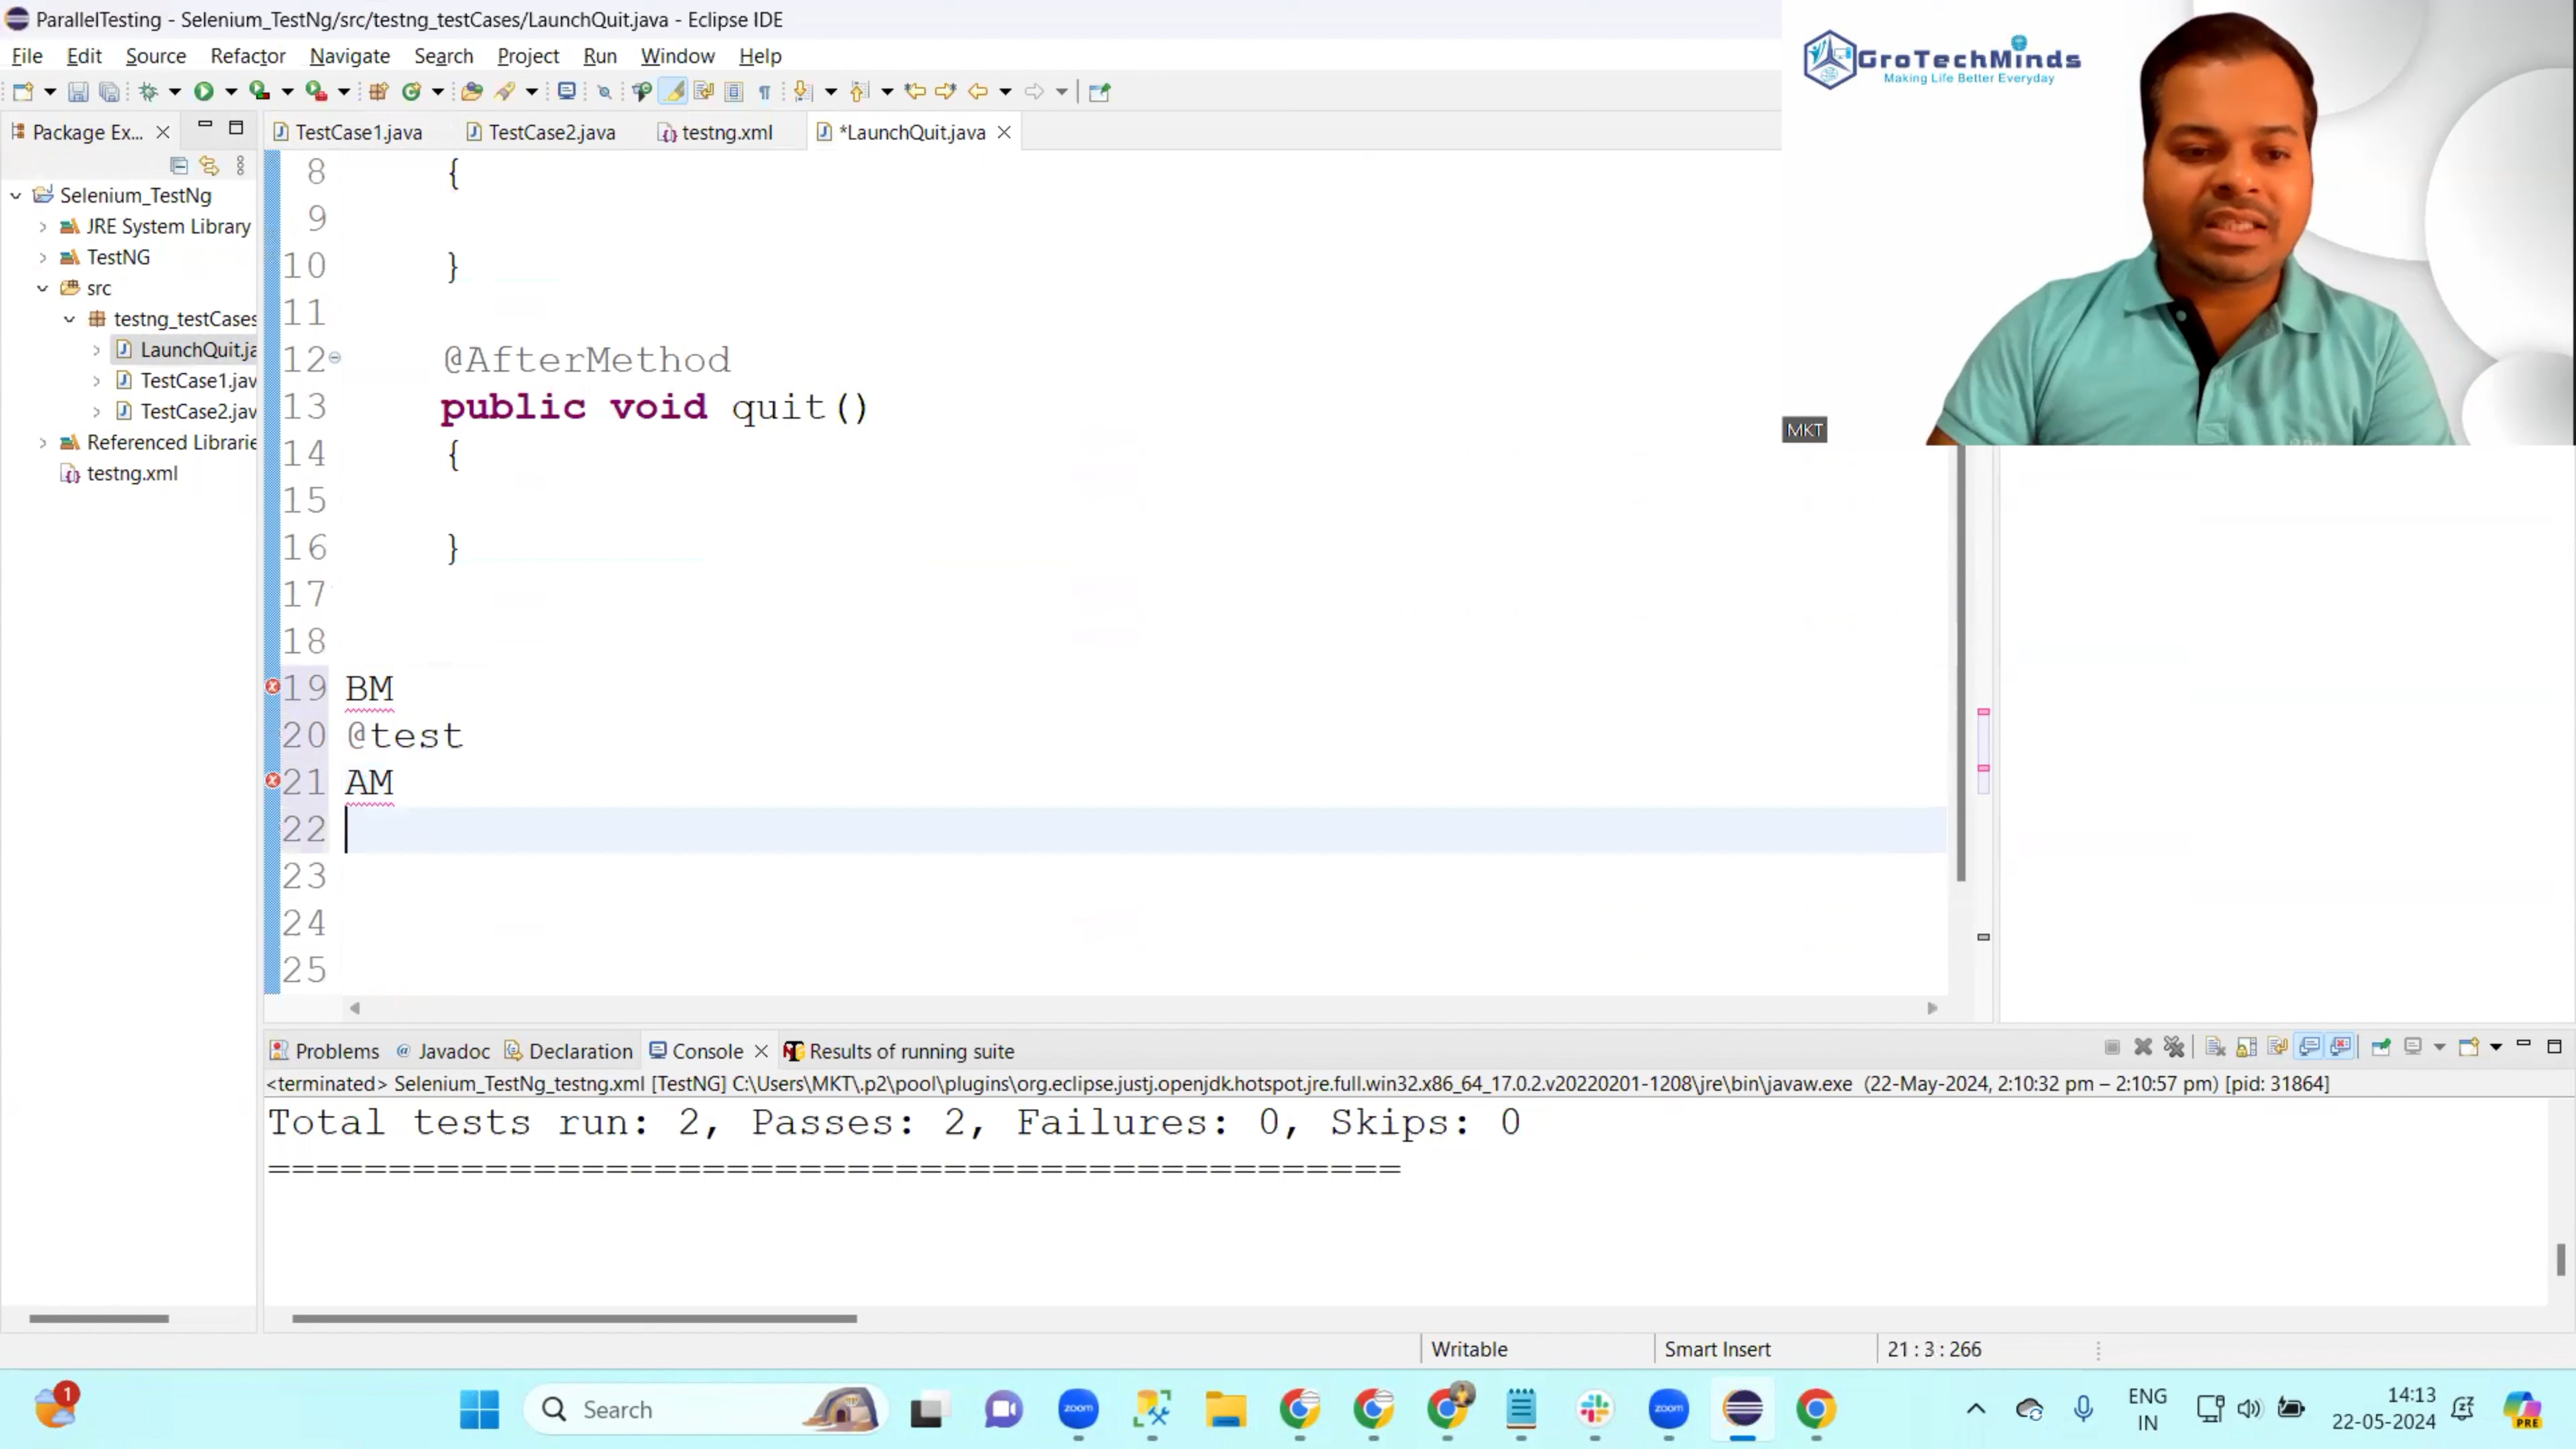 ParallelTesting - Selenium_TestNg/src/testng_testCases/LaunchQuit.java - Eclipse IDE
File Edit Source Refactor Navigate Search Project Run Window Help
GroTechMinds
Making Life Better Everyday
Package Ex...
TestCase1.java TestCase2.java testng.xml *LaunchQuit.java
Selenium_TestNg
JRE System Library
TestNG
src
testng_testCases
LaunchQuit.ja
TestCase1.jav
TestCase2.jav
Referenced Librarie
testng.xml
8 {
9
10 }
11
12 @AfterMethod
13 public void quit()
14 {
15
16 }
17
18
19 BM
20 @test
21 AM
22
23
24
25
MKT
Problems @ Javadoc Declaration Console Results of running suite
<terminated> Selenium_TestNg_testng.xml [TestNG] C:\Users\MKT\.p2\pool\plugins\org.eclipse.justj.openjdk.hotspot.jre.full.win32.x86_64_17.0.2.v20220201-1208\jre\bin\javaw.exe (22-May-2024, 2:10:32 pm – 2:10:57 pm) [pid: 31864]
Total tests run: 2, Passes: 2, Failures: 0, Skips: 0
===============================================
Writable Smart Insert 21 : 3 : 266
1
Search
zoom
zoom
ENG
IN
14:13
22-05-2024
PRE